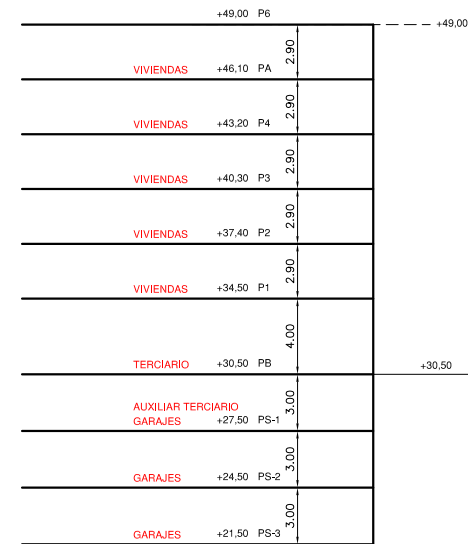 +49,00 P6
+49,00
2.90
VIVIENDAS +46,10 PA
2.90
VIVIENDAS +43,20 P4
2.90
VIVIENDAS +40,30 P3
2.90
VIVIENDAS +37,40 P2
2.90
VIVIENDAS +34,50 P1
4.00
TERCIARIO +30,50 PB
+30,50
3.00
AUXILIAR TERCIARIO
GARAJES +27,50 PS-1
3.00
GARAJES +24,50 PS-2
3.00
GARAJES +21,50 PS-3